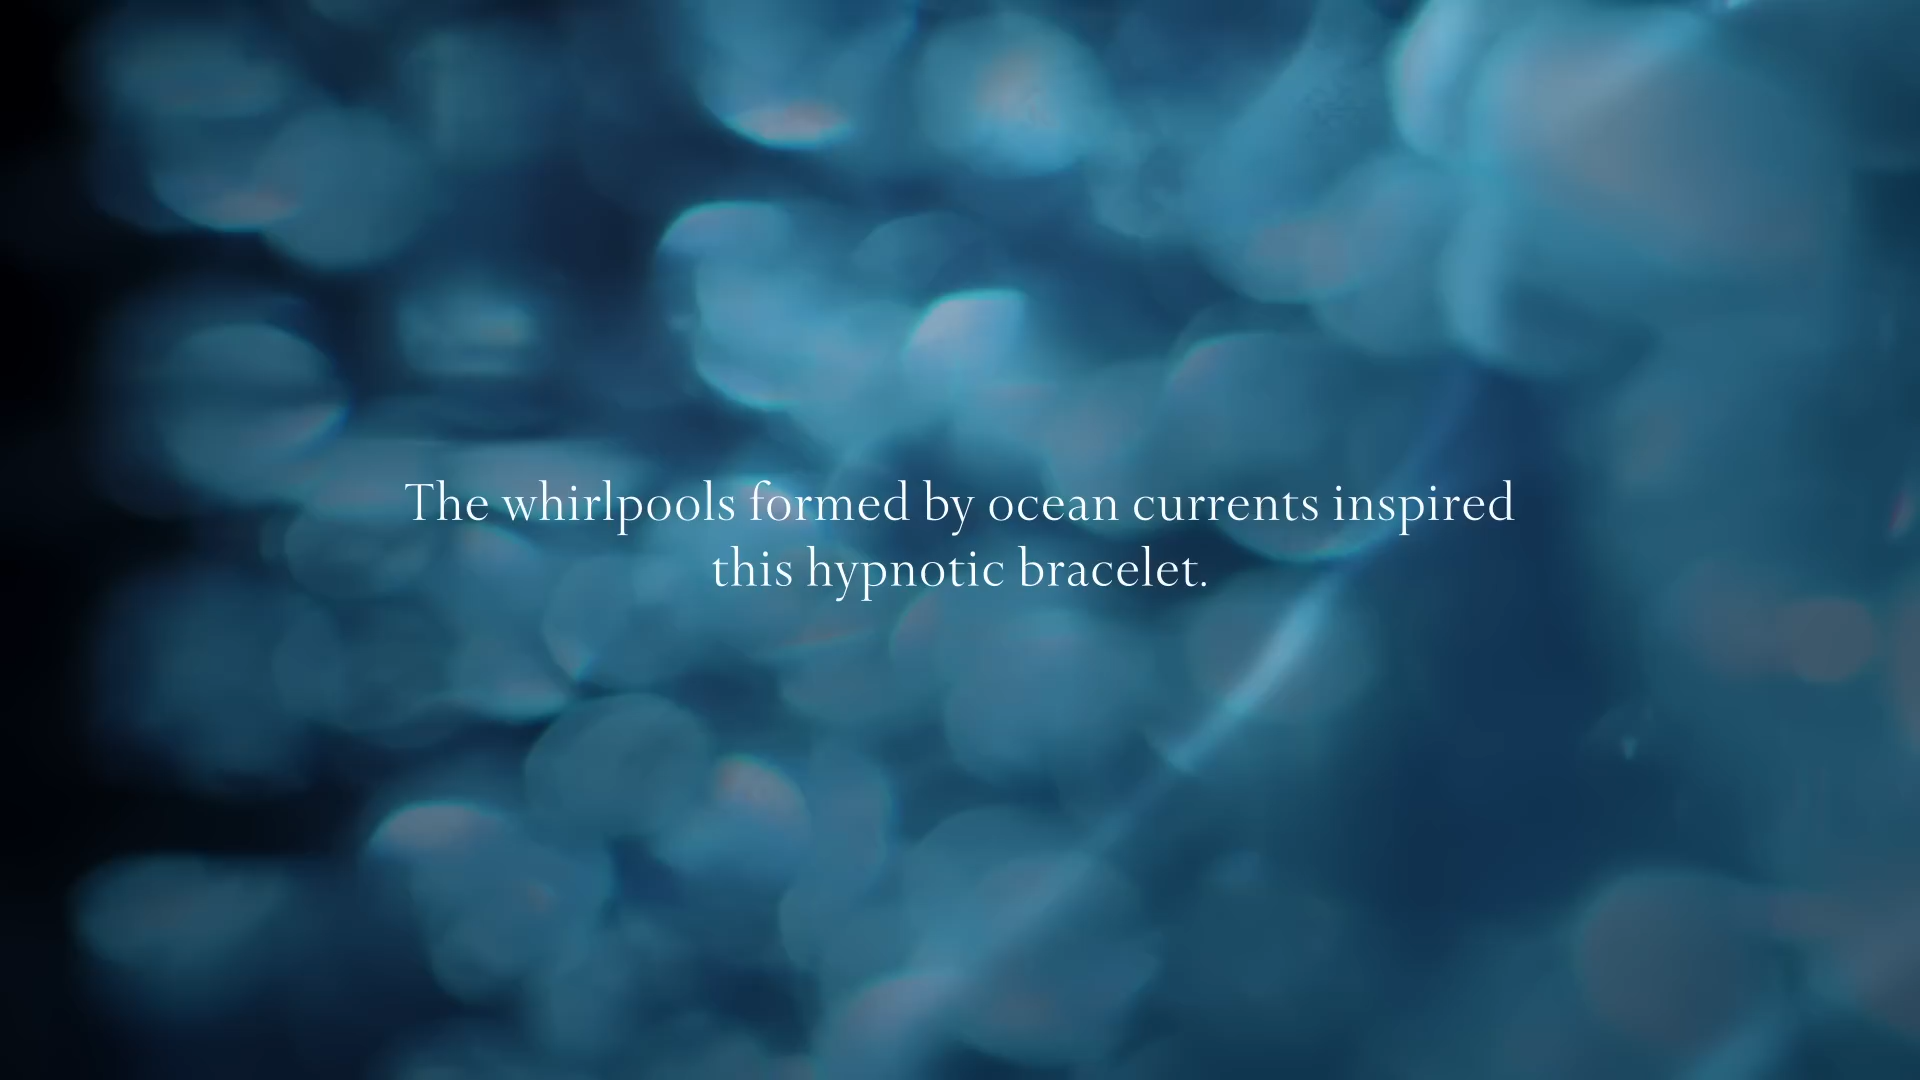 The whirlpools formed by ocean currents inspired
this hypnotic bracelet.